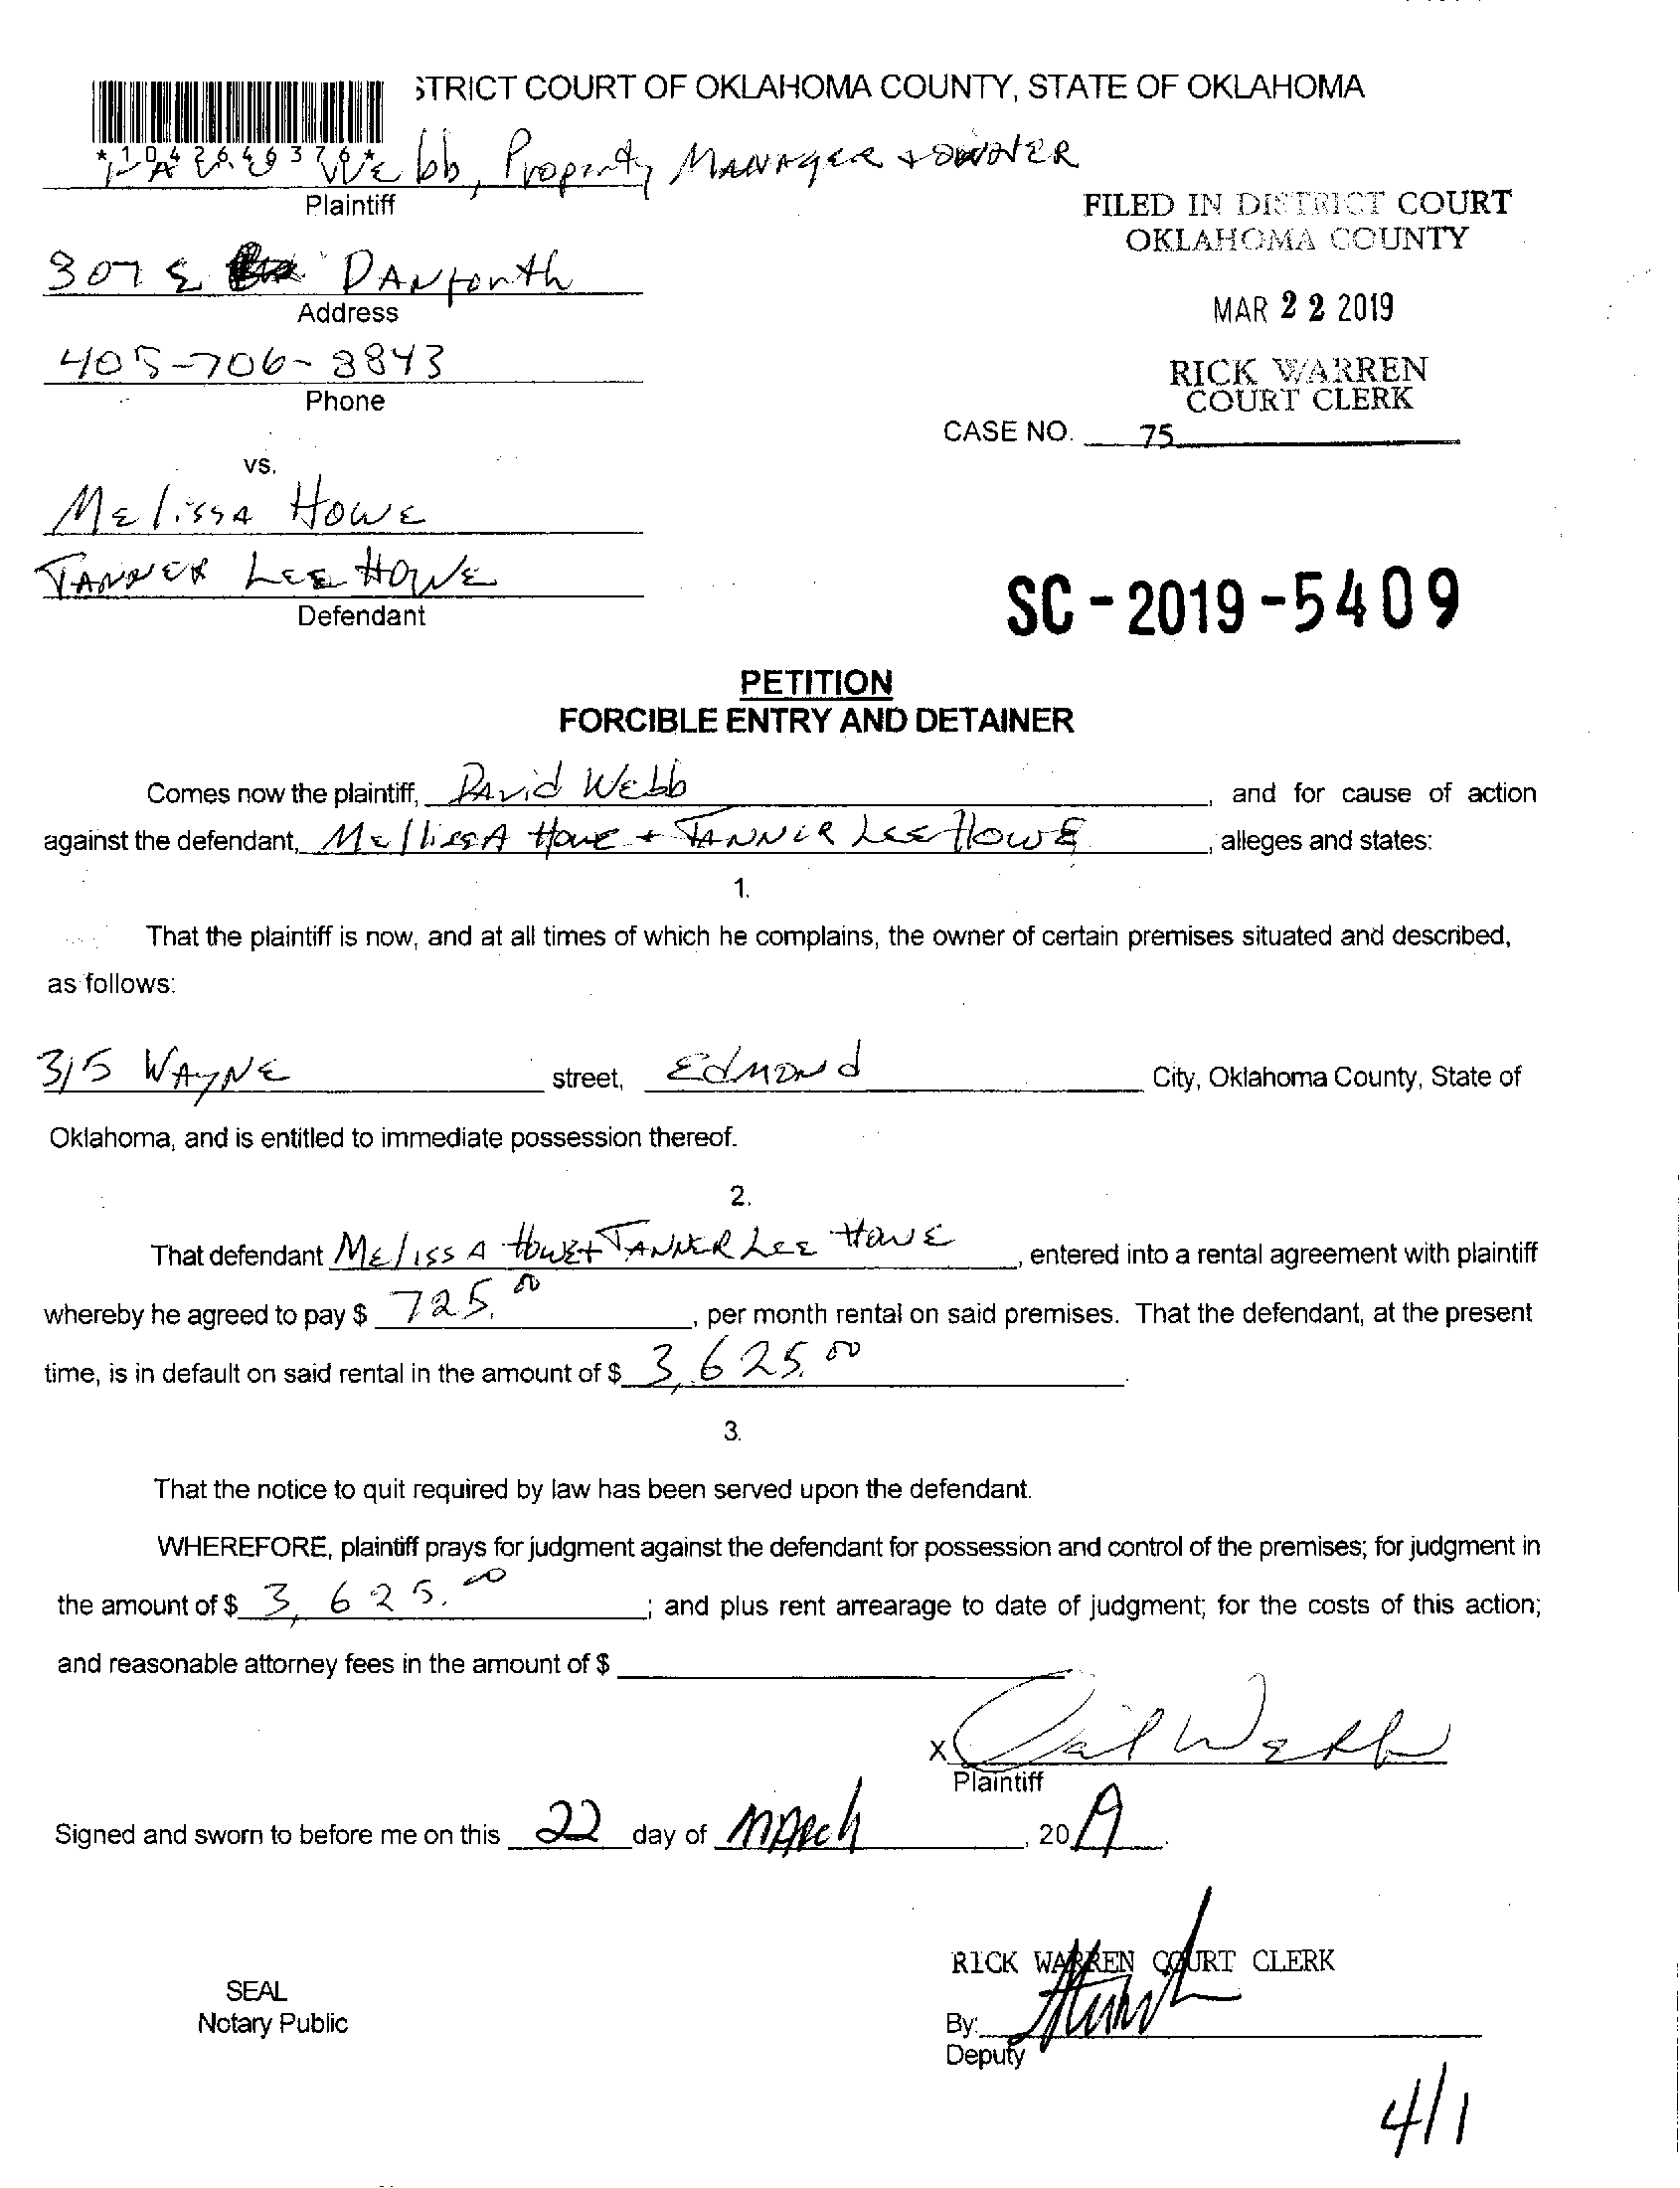 STRICT COURT OF OKLAHOMA COUNTY, STATE OF OKLAHOMA
*1042649376*
Webb, Property MANAgER + OWNER
Plaintiff
FILED IN DISTRICT COURT
OKLAHOMA COUNTY
307 E DANforth
Address
MAR 22 2019
405-706-8843
Phone
RICK WARREN
COURT CLERK
CASE NO. 75
vs.
MElissA HowE
TANNER LEE HOWE
Defendant
SC-2019-5409
PETITION
FORCIBLE ENTRY AND DETAINER
Comes now the plaintiff, DAvid WEbb, and for cause of action
against the defendant, MellissA HowE + TANNER LEE HowE, alleges and states:
1.
That the plaintiff is now, and at all times of which he complains, the owner of certain premises situated and described,
as follows:
315 WAyNE street, EdmoNd City, Oklahoma County, State of
Oklahoma, and is entitled to immediate possession thereof.
2.
That defendant MElissA HowE + TANNER LEE HowE, entered into a rental agreement with plaintiff
whereby he agreed to pay $ 725.00, per month rental on said premises. That the defendant, at the present
time, is in default on said rental in the amount of $ 3,625.00.
3.
That the notice to quit required by law has been served upon the defendant.
WHEREFORE, plaintiff prays for judgment against the defendant for possession and control of the premises; for judgment in
the amount of $ 3,625.00; and plus rent arrearage to date of judgment; for the costs of this action;
and reasonable attorney fees in the amount of $
x
Plaintiff
Signed and sworn to before me on this 22 day of MARch, 2019.
RICK WARREN COURT CLERK
SEAL
Notary Public
By:
Deputy
4/1